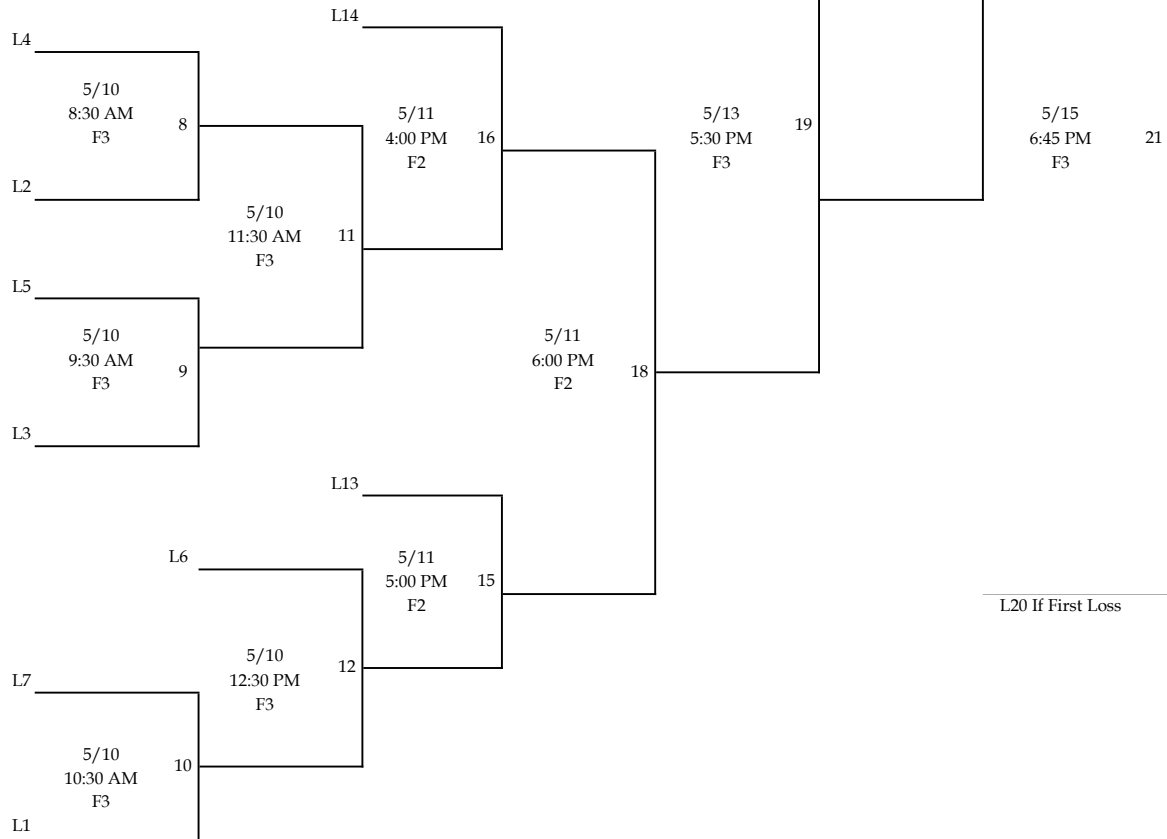 L14
L4
5/10
8:30 AM
F3
8
5/11
4:00 PM
F2
16
5/13
5:30 PM
F3
19
5/15
6:45 PM
F3
21
L2
5/10
11:30 AM
F3
11
L5
5/10
9:30 AM
F3
9
5/11
6:00 PM
F2
18
L3
L13
L6
5/11
5:00 PM
F2
15
L20 If First Loss
5/10
12:30 PM
F3
12
L7
5/10
10:30 AM
F3
10
L1